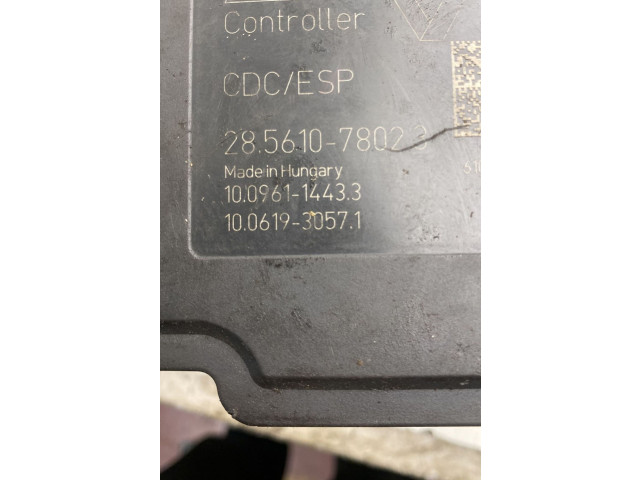 Controller
CDC/ESP
28.5610-7802.3
Made in Hungary
10.0961-1443.3
10.0619-3057.1